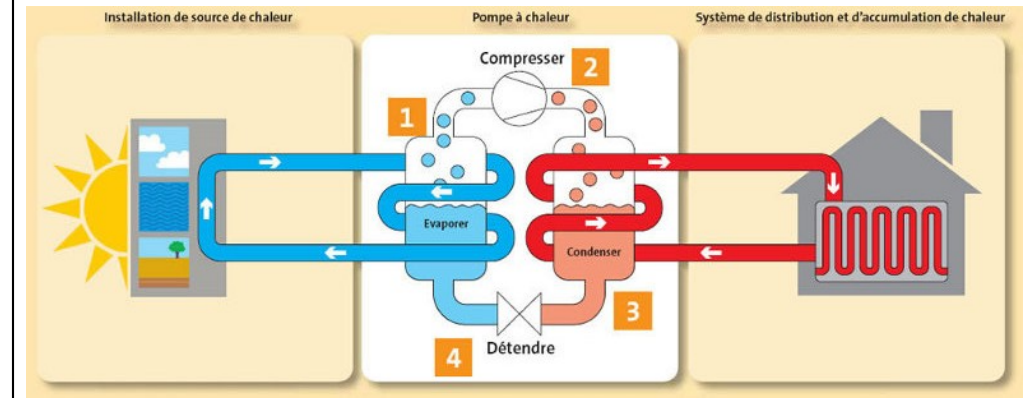 Installation de source de chaleur
Pompe à chaleur
Système de distribution et d'accumulation de chaleur
Compresser
2
1
Evaporer
Condenser
3
4
Détendre